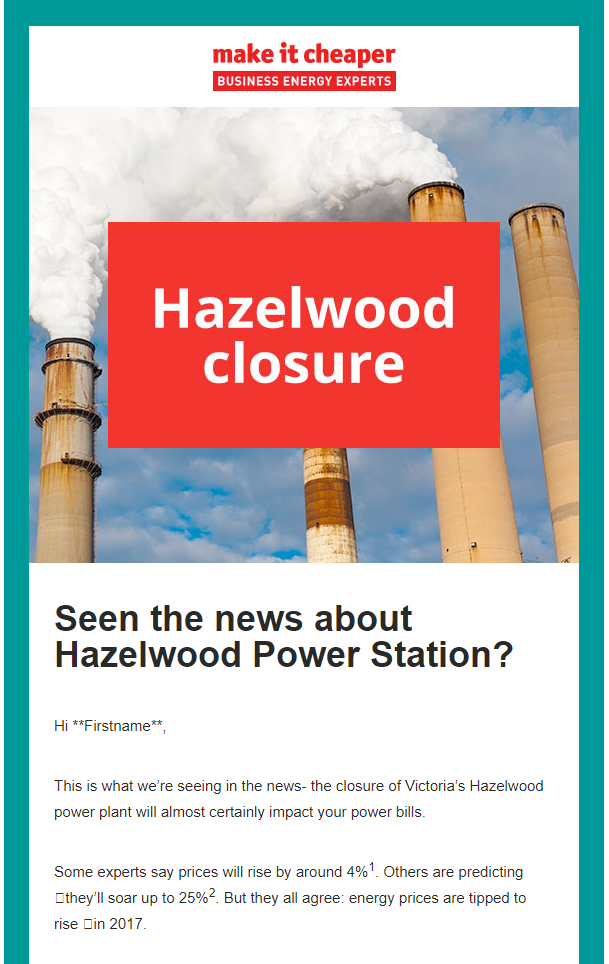 make it cheaper
BUSINESS ENERGY EXPERTS
Hazelwood
closure
Seen the news about
Hazelwood Power Station?
Hi **Firstname**,
This is what we’re seeing in the news- the closure of Victoria’s Hazelwood
power plant will almost certainly impact your power bills.
Some experts say prices will rise by around 4%¹. Others are predicting
□they’ll soar up to 25%². But they all agree: energy prices are tipped to
rise □in 2017.